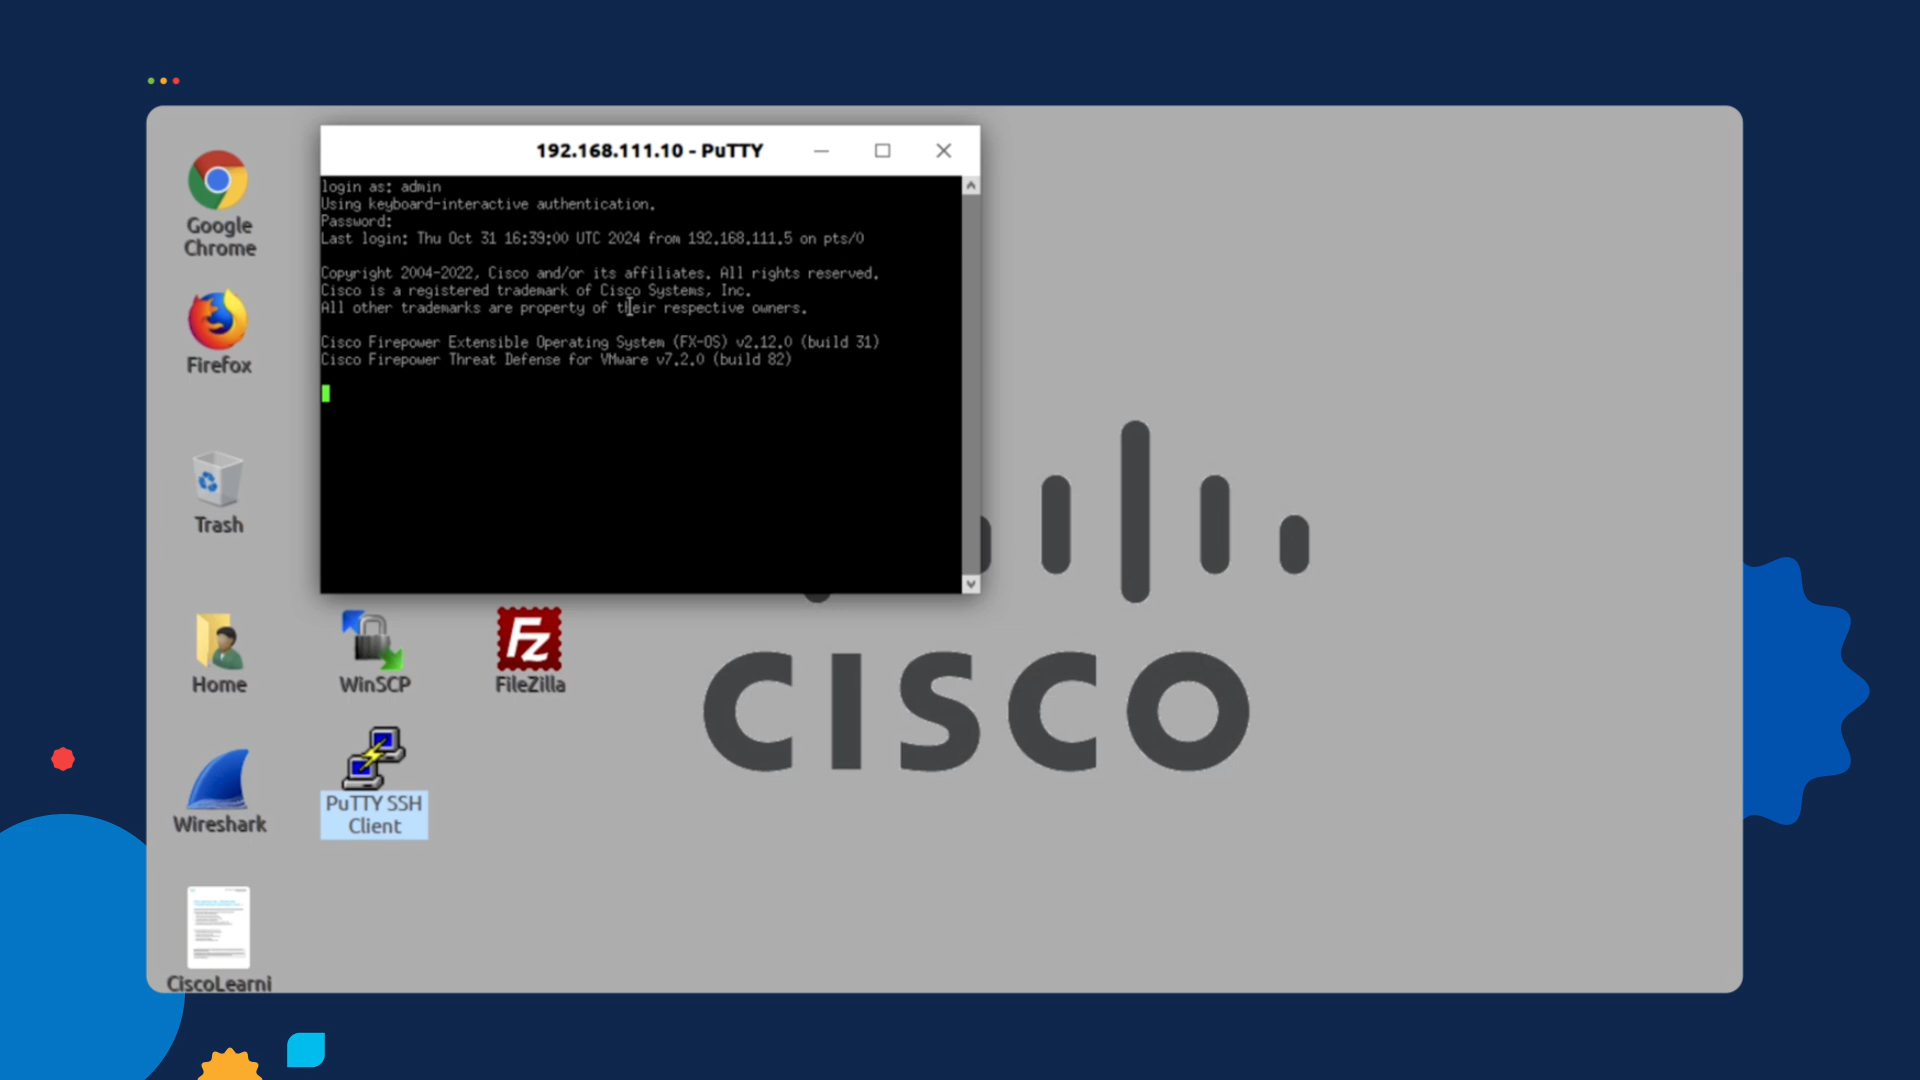 192.168.111.10 - PuTTY
login as: admin
Using keyboard-interactive authentication.
Password:
Last login: Thu Oct 31 16:39:00 UTC 2024 from 192.168.111.5 on pts/0
Copyright 2004-2022, Cisco and/or its affiliates. All rights reserved.
Cisco is a registered trademark of Cisco Systems, Inc.
All other trademarks are property of their respective owners.
Cisco Firepower Extensible Operating System (FX-OS) v2.12.0 (build 31)
Cisco Firepower Threat Defense for VMware v7.2.0 (build 82)
Google
Chrome
Firefox
Trash
Home
WinSCP
Fz
FileZilla
Wireshark
PuTTY SSH
Client
CiscoLearni
CISCO